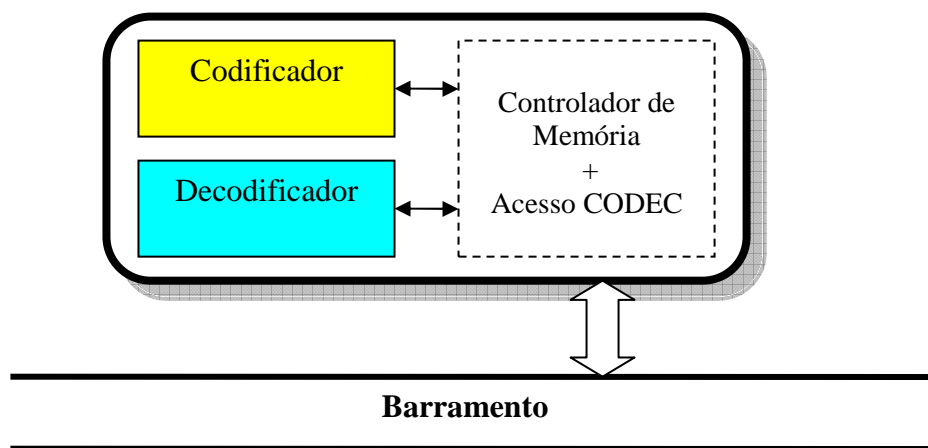 Codificador
Decodificador
Controlador de
Memória
+
Acesso CODEC
Barramento